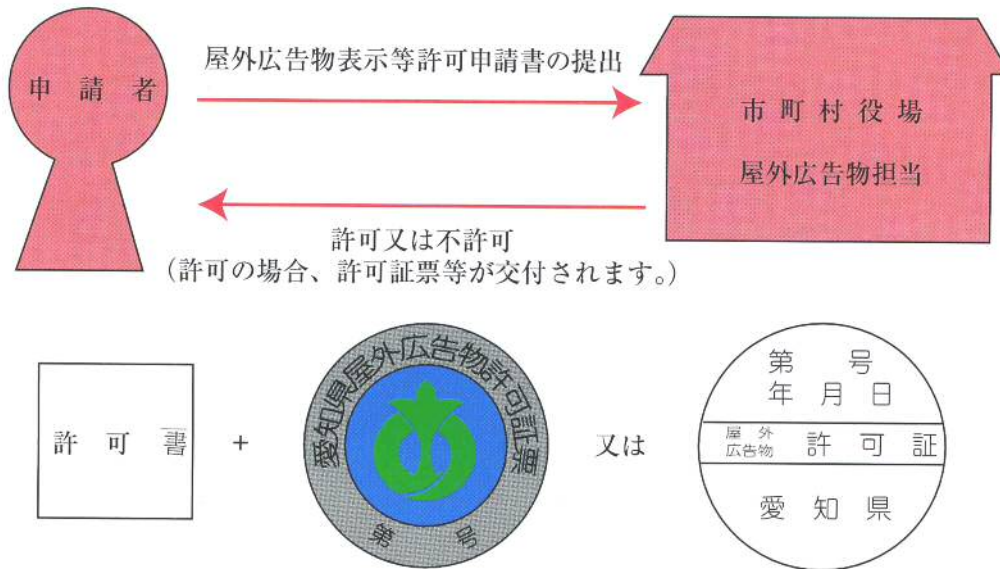 屋外広告物表示等許可申請書の提出
申請者
市町村役場
屋外広告物担当
許可又は不許可
（許可の場合、許可証票等が交付されます。）
許可書
+
愛知県屋外広告物許可証票
第 号
又は
第 号
年 月 日
屋外
広告物
許可証
愛知県